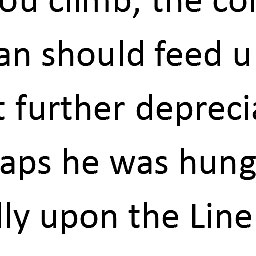 ou climb, the co
an should feed u
t further deprecia
aps he was hung
lly upon the Line